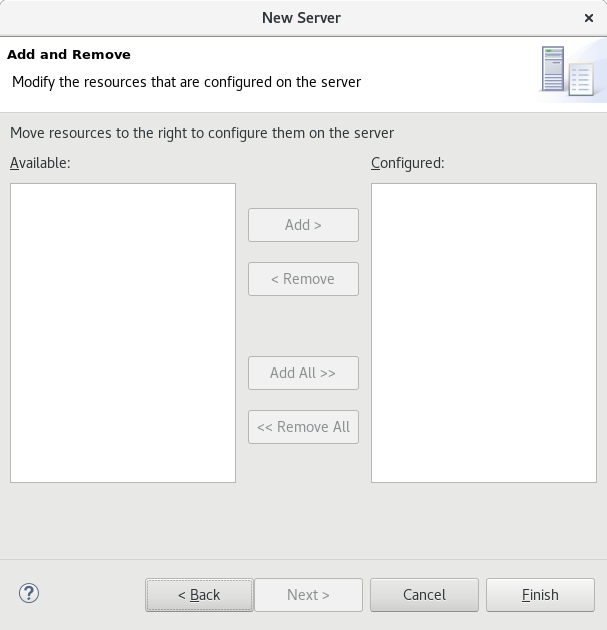 New Server
Add and Remove
Modify the resources that are configured on the server
Move resources to the right to configure them on the server
Available:
Configured:
Add >
< Remove
Add All >>
<< Remove All
< Back
Next >
Cancel
Finish